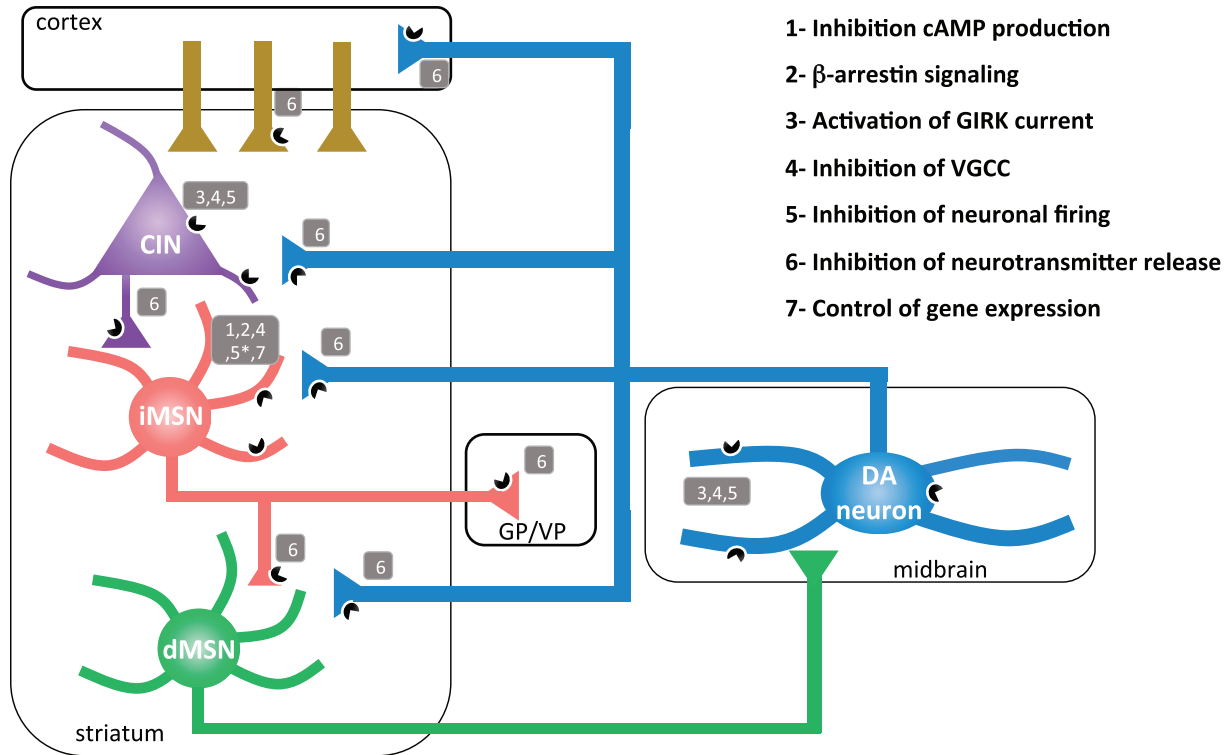 cortex
6
6
3,4,5
CIN
6
6
1,2,4
,5*,7
6
iMSN
6
GP/VP
6
6
dMSN
striatum
3,4,5
DA
neuron
midbrain
1- Inhibition cAMP production
2- β-arrestin signaling
3- Activation of GIRK current
4- Inhibition of VGCC
5- Inhibition of neuronal firing
6- Inhibition of neurotransmitter release
7- Control of gene expression